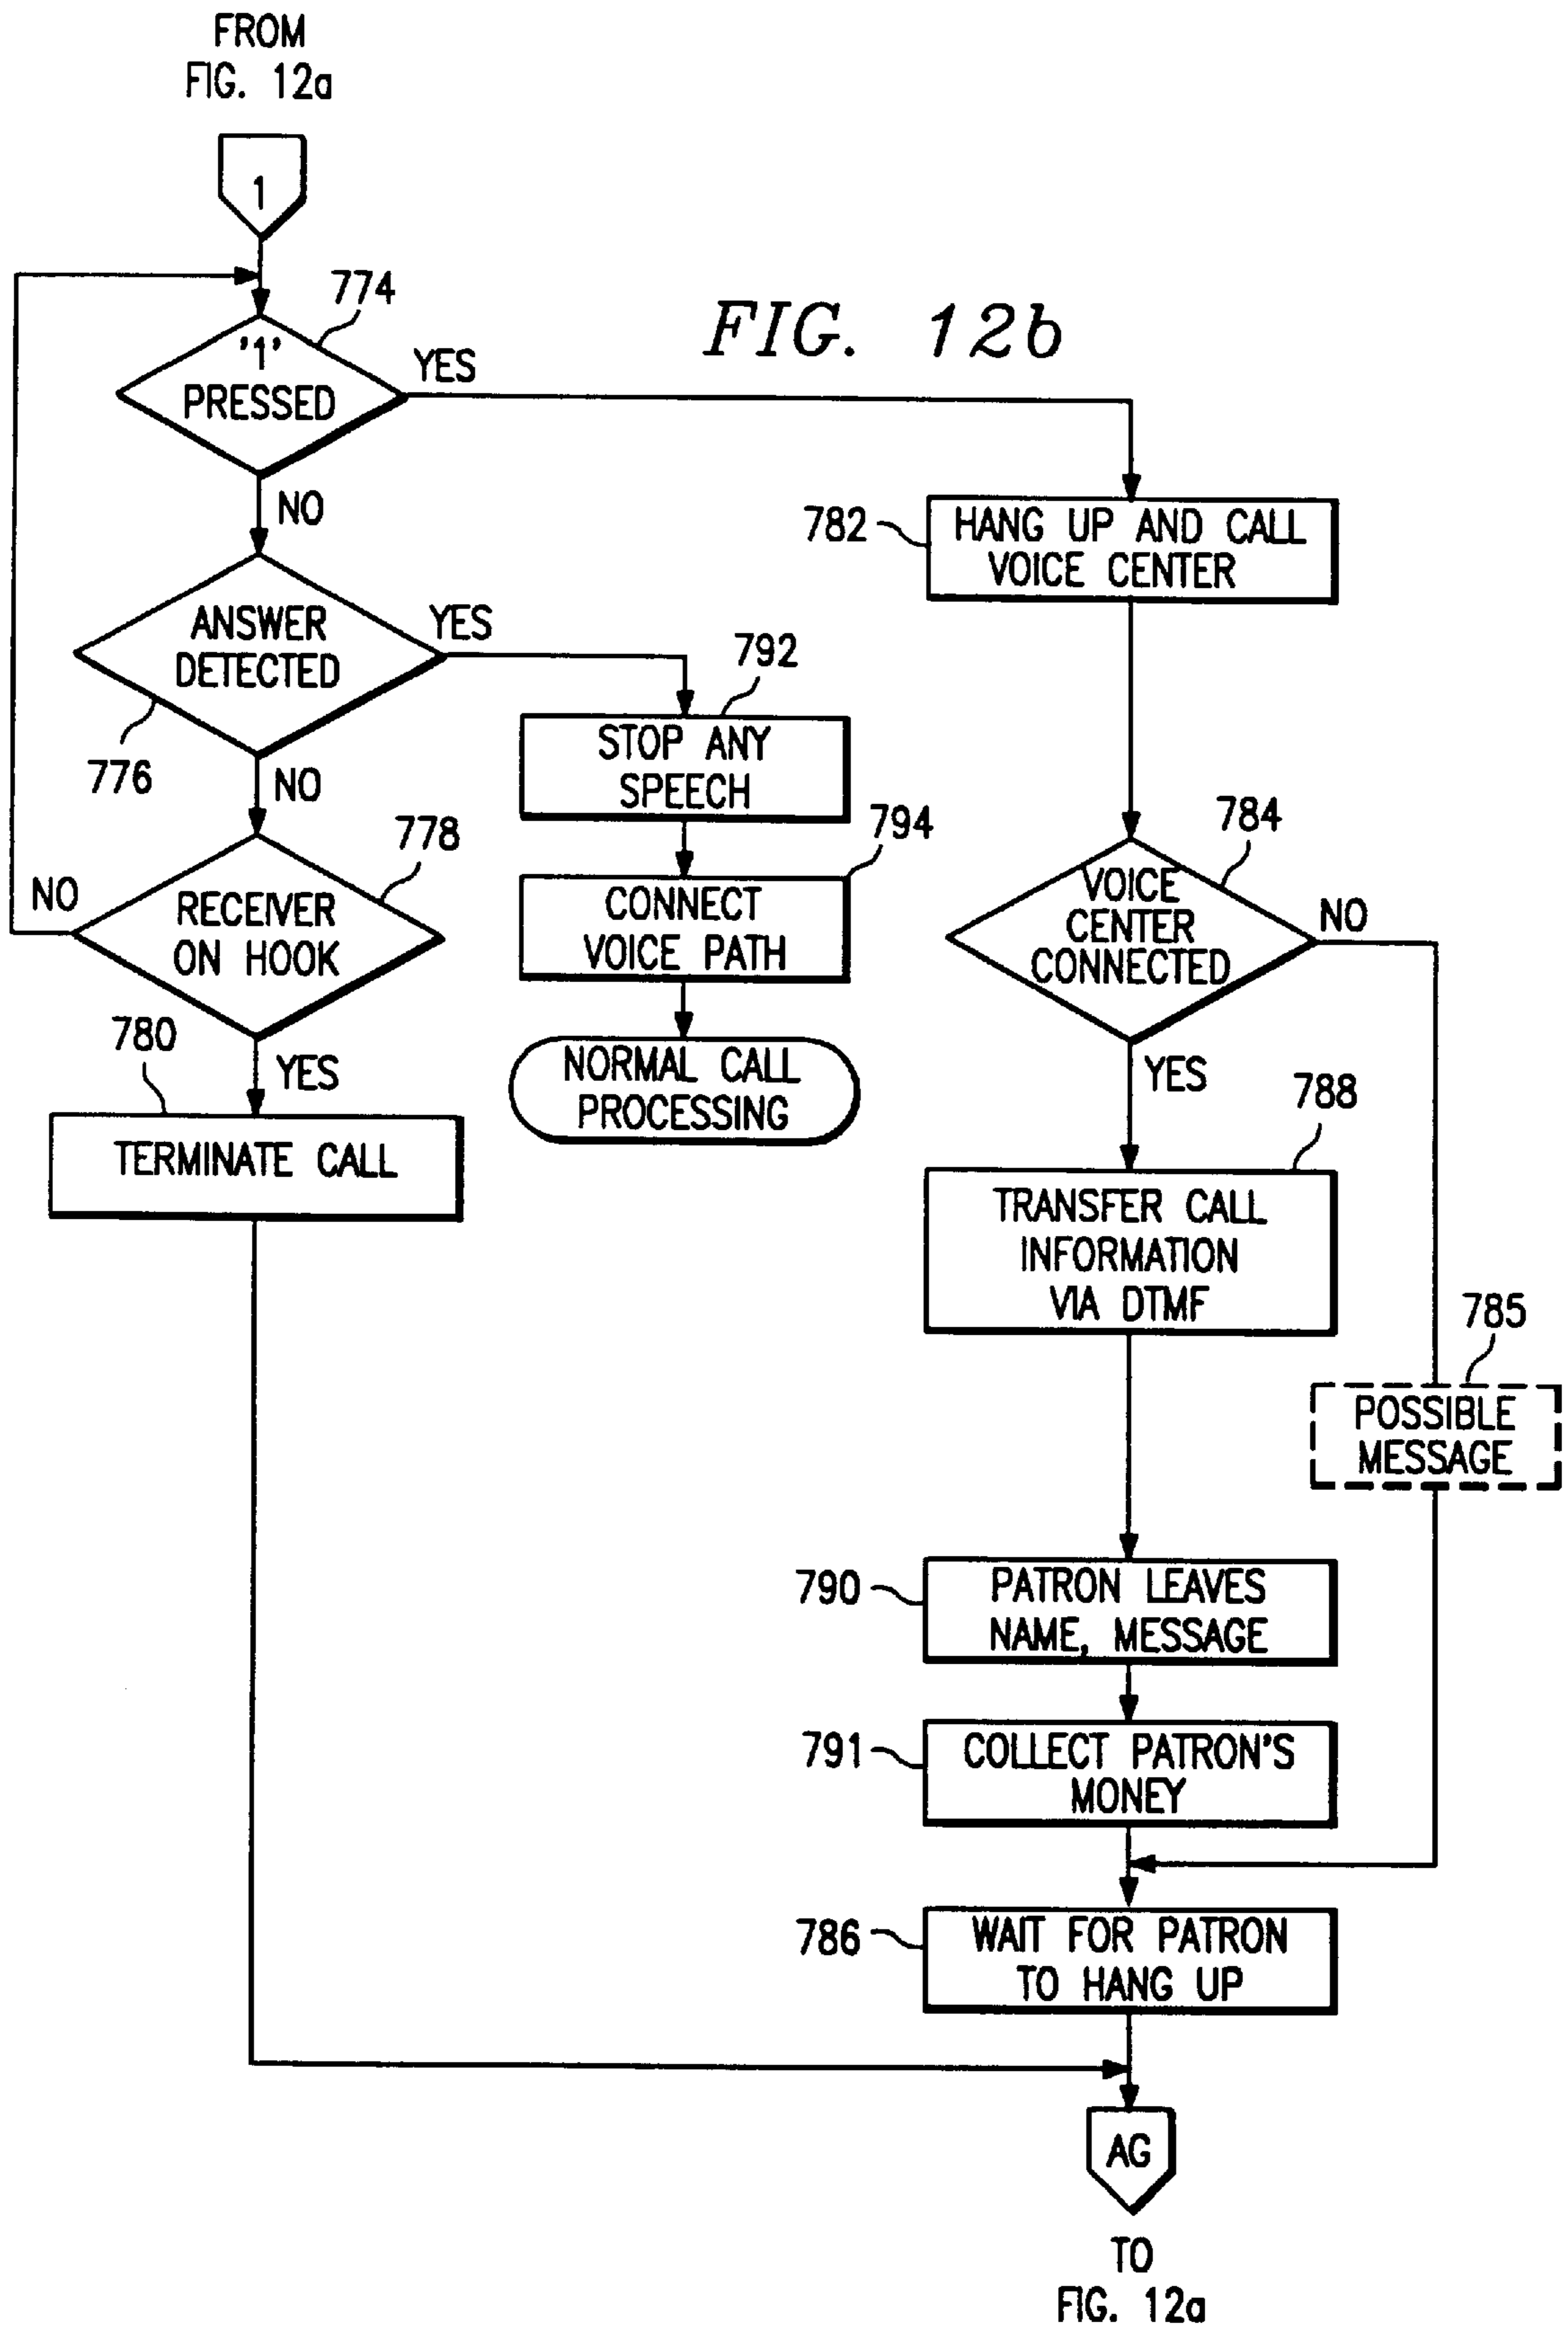 FROM
FIG. 12a
1
FIG. 12b
774
'1'
PRESSED
YES
NO
782
HANG UP AND CALL
VOICE CENTER
ANSWER
DETECTED
YES
776
NO
792
STOP ANY
SPEECH
794
CONNECT
VOICE PATH
NORMAL CALL
PROCESSING
778
RECEIVER
ON HOOK
NO
YES
780
TERMINATE CALL
784
VOICE
CENTER
CONNECTED
NO
YES
788
TRANSFER CALL
INFORMATION
VIA DTMF
785
POSSIBLE
MESSAGE
790
PATRON LEAVES
NAME, MESSAGE
791
COLLECT PATRON'S
MONEY
786
WAIT FOR PATRON
TO HANG UP
AG
TO
FIG. 12a